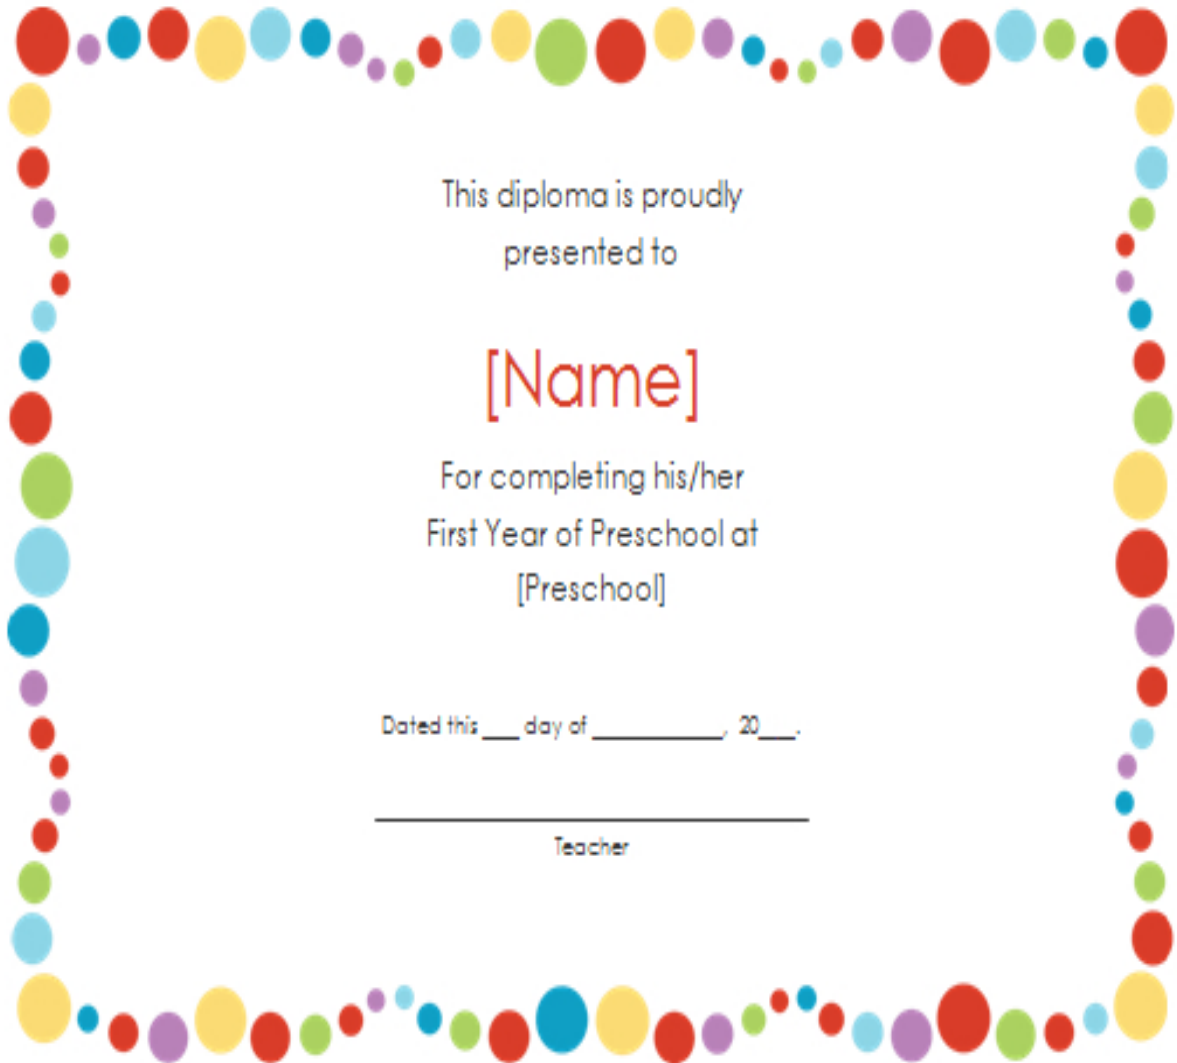 This diploma is proudly
presented to
[Name]
For completing his/her
First Year of Preschool at
[Preschool]
Dated this ___ day of ___________, 20___.
Teacher